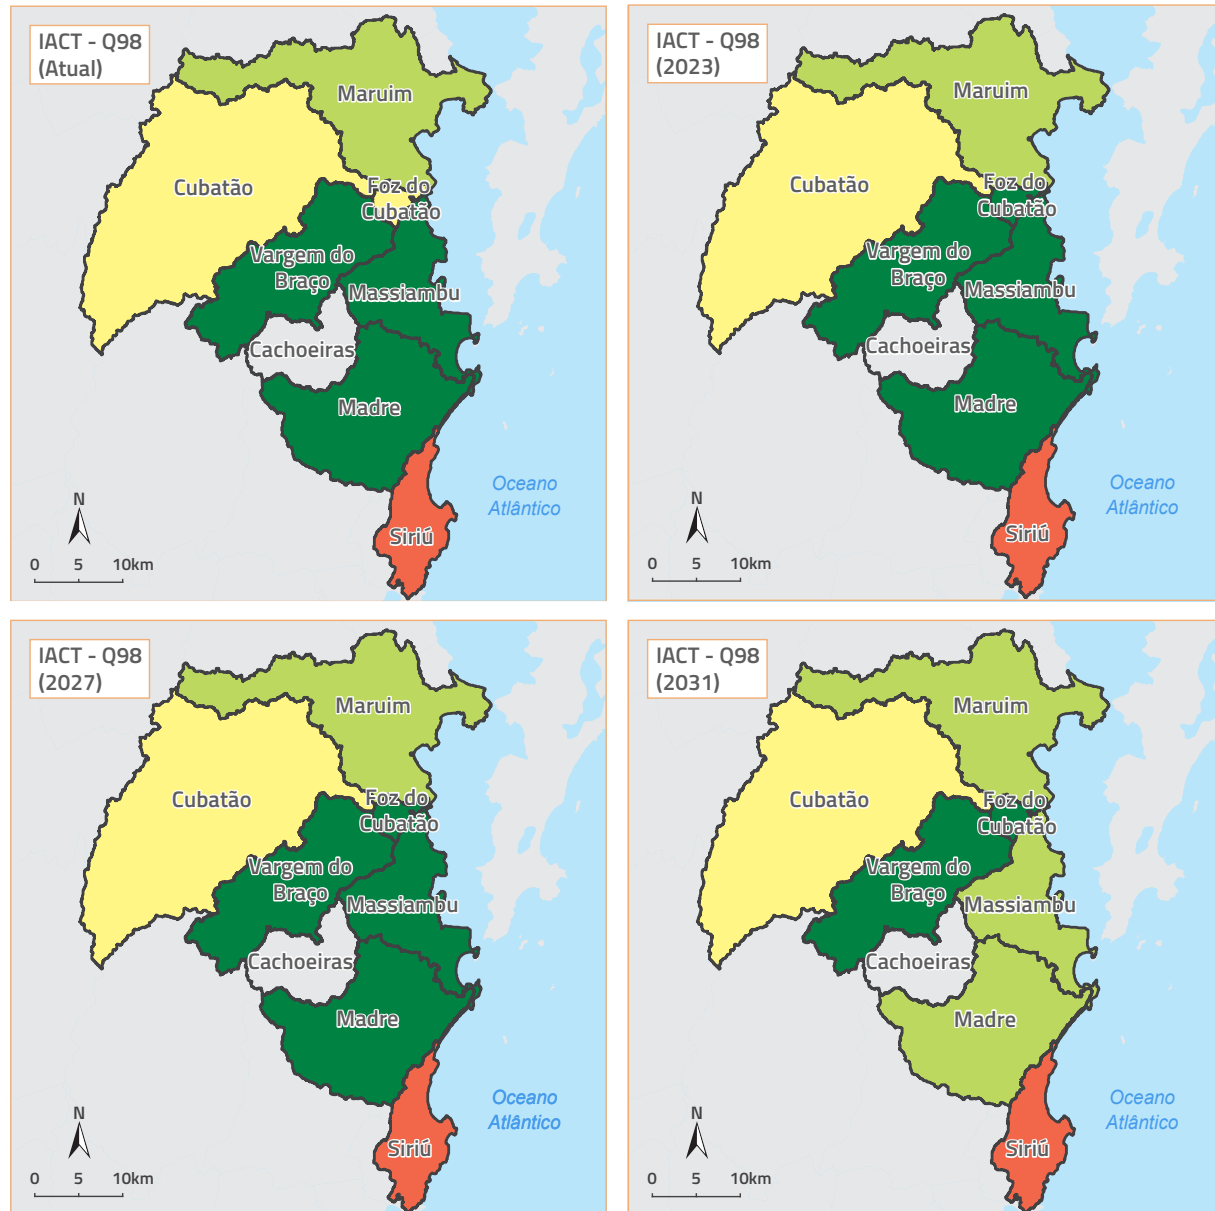 IACT - Q98
(Atual)
Maruim
Cubatão
Foz do
Cubatão
Vargem do
Braço
Massiambu
Cachoeiras
Madre
Oceano
Atlântico
Siriú
N
0 5 10km
IACT - Q98
(2023)
Maruim
Cubatão
Foz do
Cubatão
Vargem do
Braço
Massiambu
Cachoeiras
Madre
Oceano
Atlântico
Siriú
N
0 5 10km
IACT - Q98
(2027)
Maruim
Cubatão
Foz do
Cubatão
Vargem do
Braço
Massiambu
Cachoeiras
Madre
Oceano
Atlântico
Siriú
N
0 5 10km
IACT - Q98
(2031)
Maruim
Cubatão
Foz do
Cubatão
Vargem do
Braço
Massiambu
Cachoeiras
Madre
Oceano
Atlântico
Siriú
N
0 5 10km